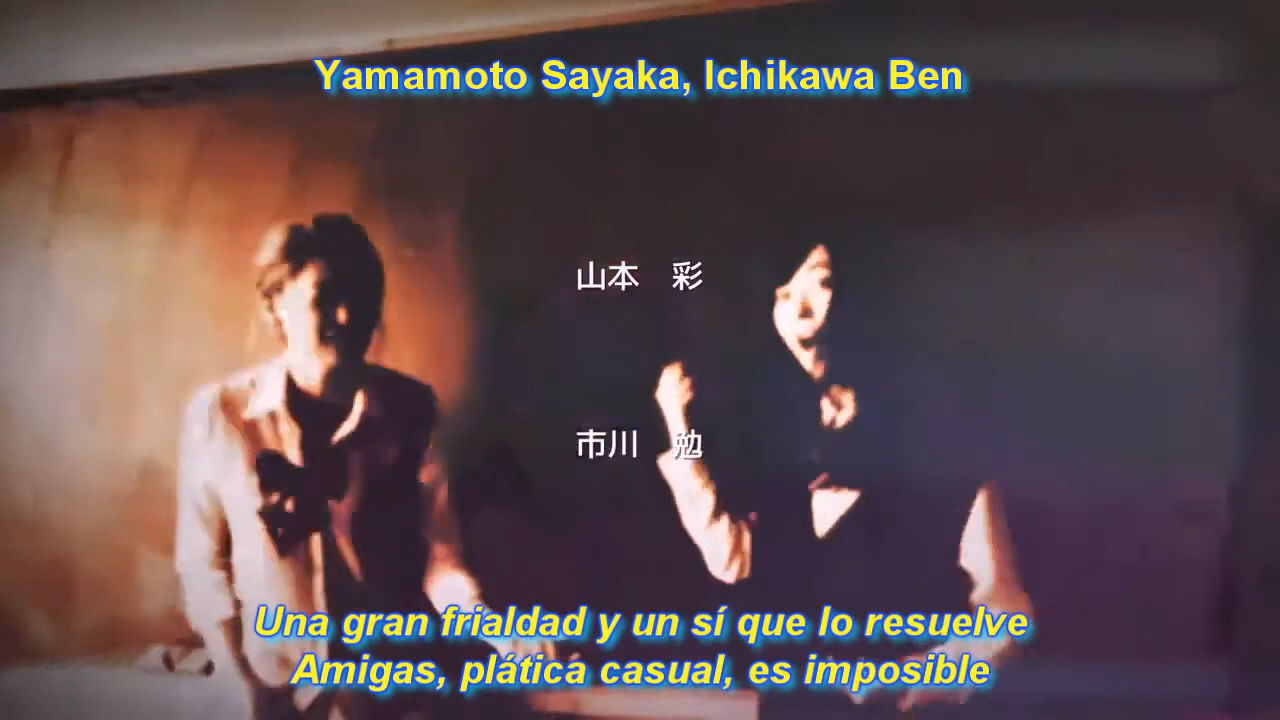 Yamamoto Sayaka, Ichikawa Ben
山本　彩
市川　勉
Una gran frialdad y un sí que lo resuelve
Amigas, plática casual, es imposible